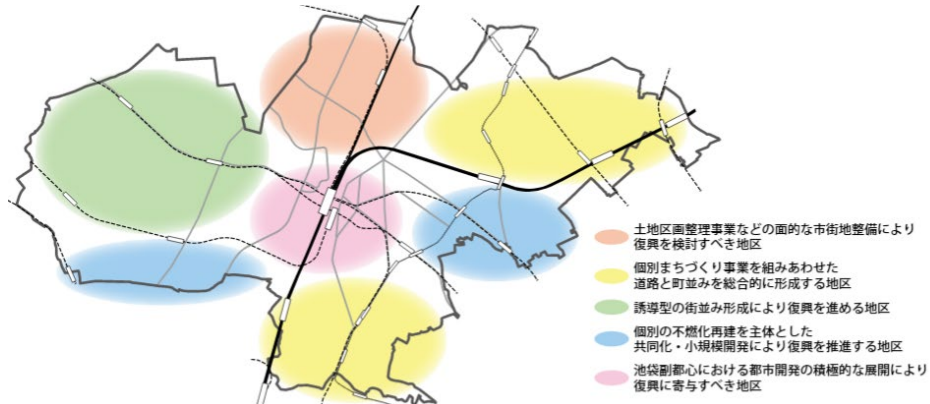 土地区画整理事業などの面的な市街地整備により
復興を検討すべき地区
個別まちづくり事業を組みあわせた
道路と町並みを総合的に形成する地区
誘導型の街並み形成により復興を進める地区
個別の不燃化再建を主体とした
共同化・小規模開発により復興を推進する地区
池袋副都心における都市開発の積極的な展開により
復興に寄与すべき地区